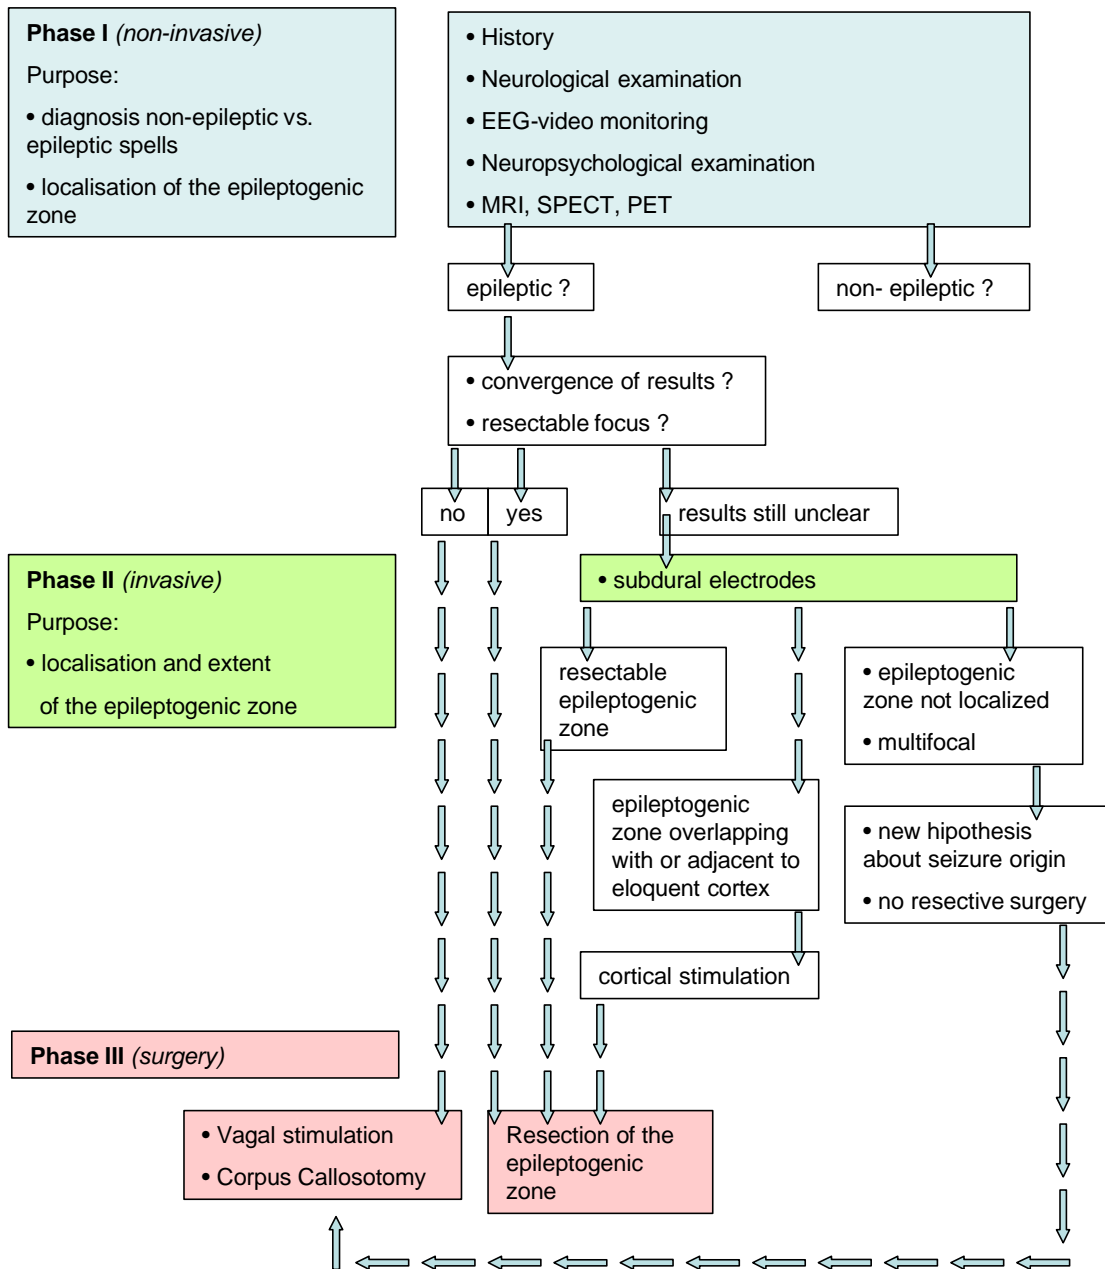 Phase I (non-invasive)
Purpose:
• diagnosis non-epileptic vs.
epileptic spells
• localisation of the epileptogenic
zone
• History
• Neurological examination
• EEG-video monitoring
• Neuropsychological examination
• MRI, SPECT, PET
epileptic ?
non- epileptic ?
• convergence of results ?
• resectable focus ?
no
yes
results still unclear
Phase II (invasive)
Purpose:
• localisation and extent
of the epileptogenic zone
• subdural electrodes
resectable
epileptogenic
zone
• epileptogenic
zone not localized
• multifocal
epileptogenic
zone overlapping
with or adjacent to
eloquent cortex
• new hipothesis
about seizure origin
• no resective surgery
cortical stimulation
Phase III (surgery)
• Vagal stimulation
• Corpus Callosotomy
Resection of the
epileptogenic
zone